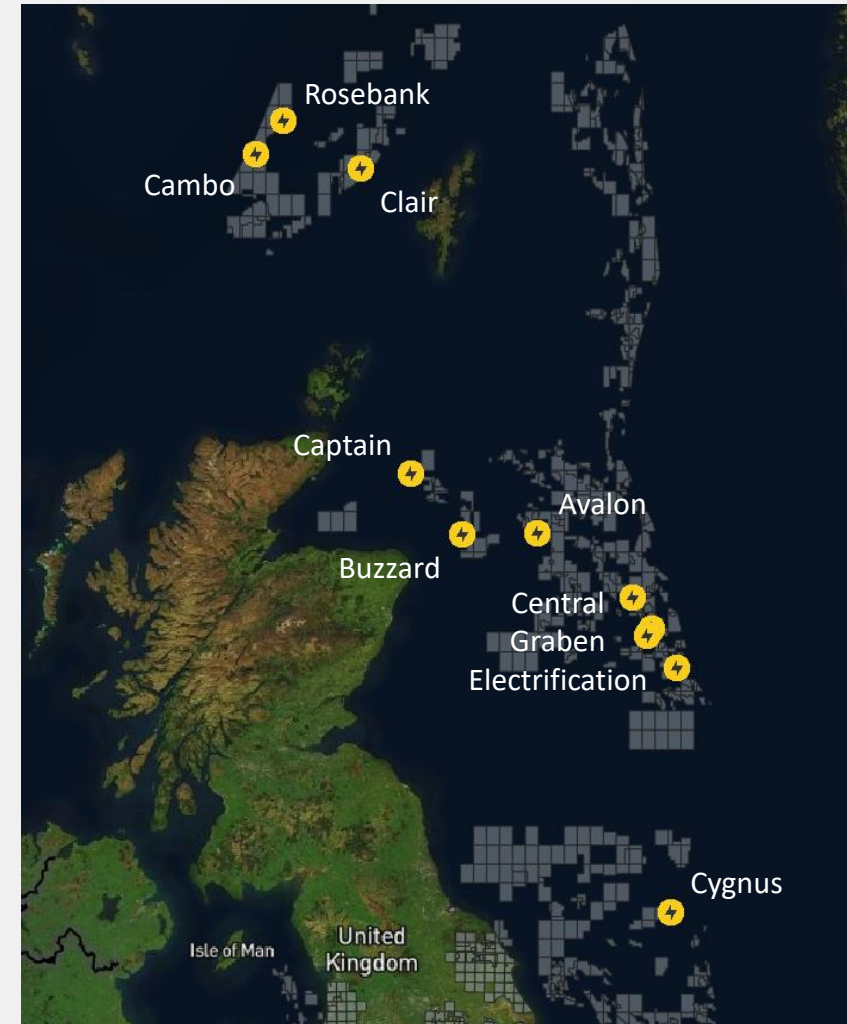 Rosebank
Cambo
Clair
Captain
Avalon
Buzzard
Central
Graben
Electrification
Cygnus
United
Kingdom
Isle of Man